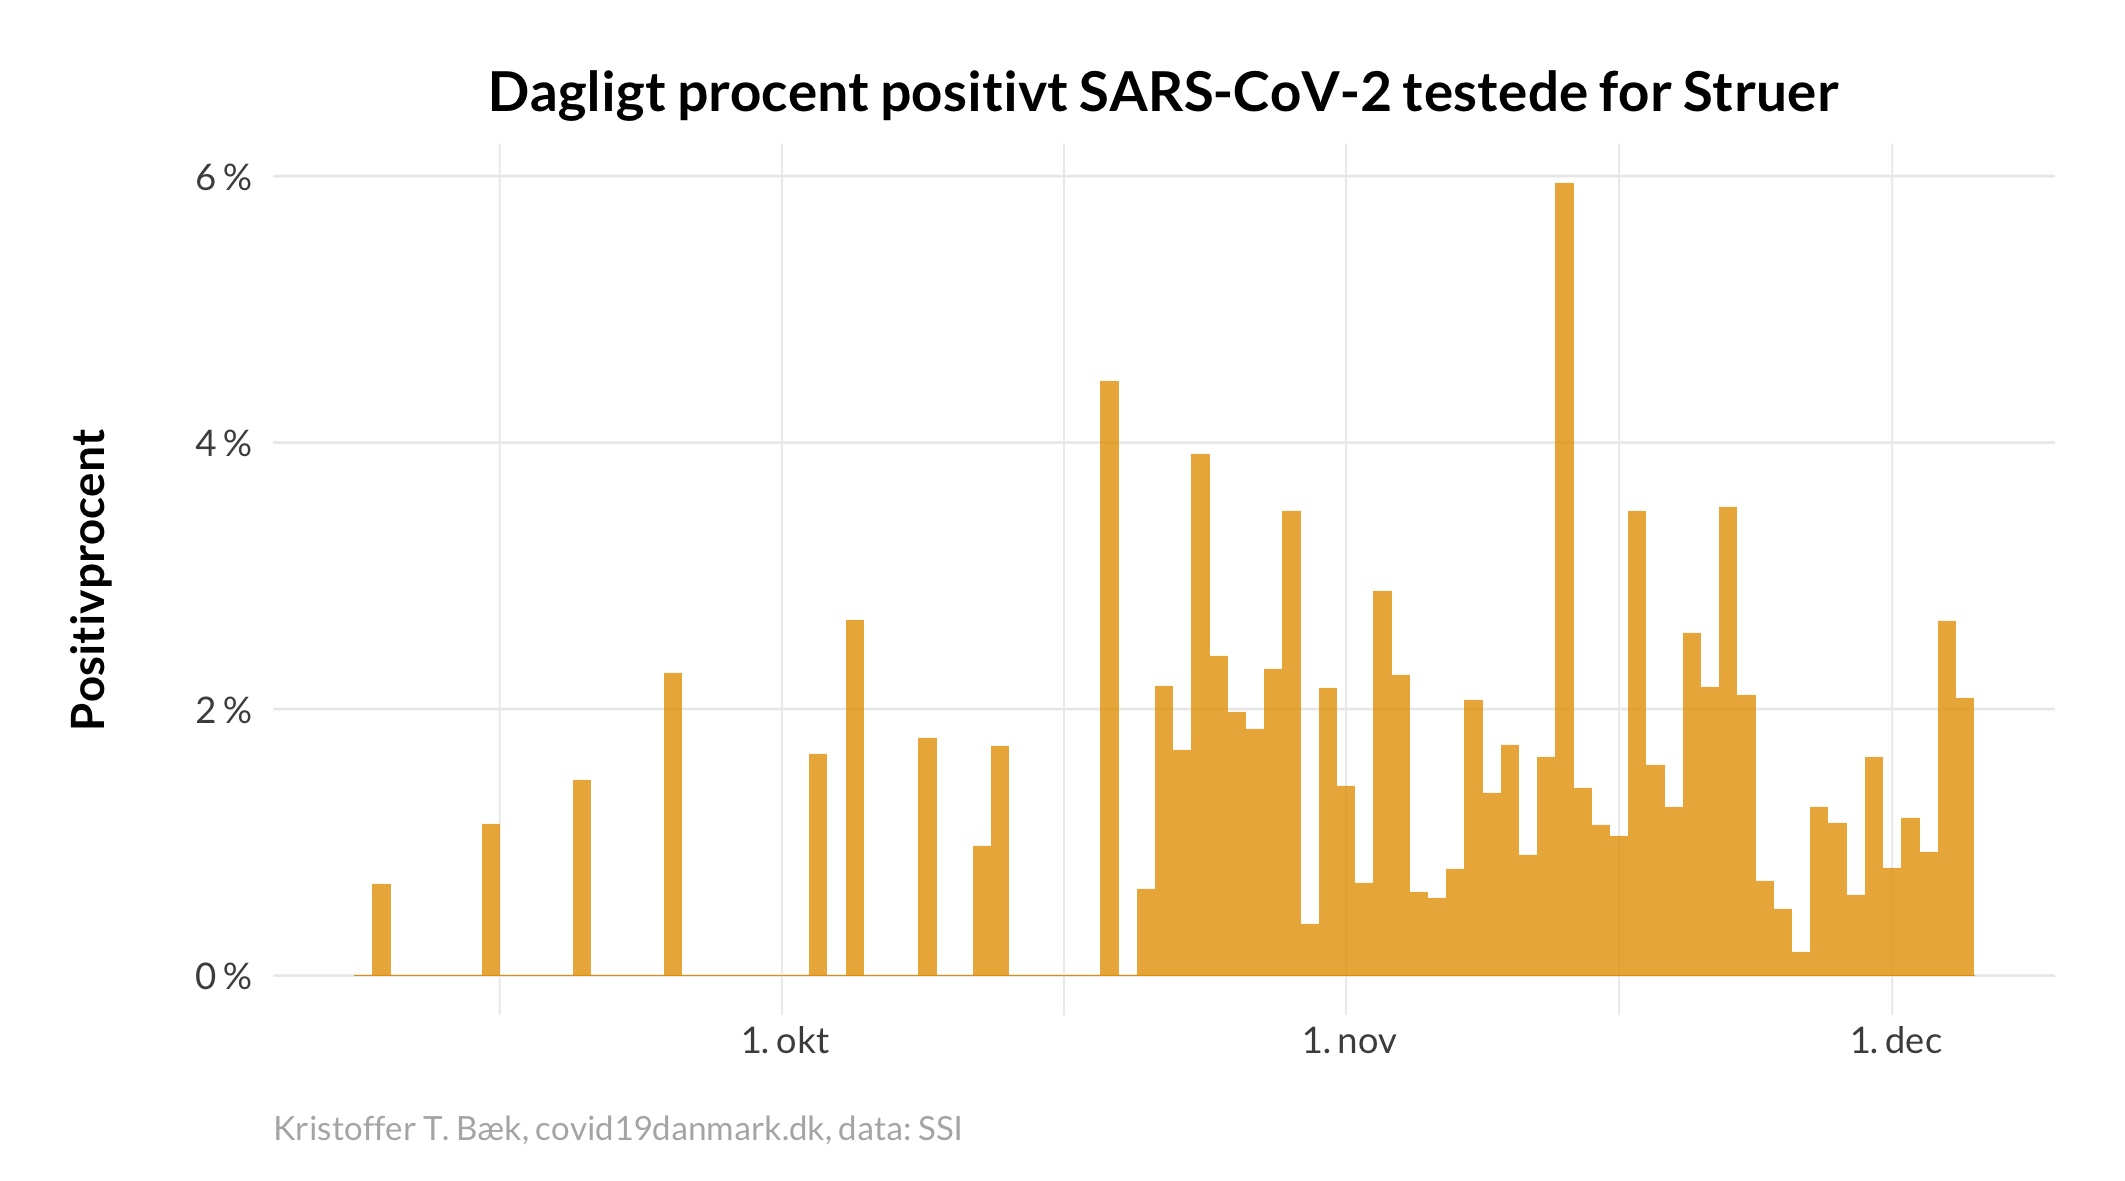 Dagligt procent positivt SARS-CoV-2 testede for Struer
Positivprocent
6 %
4 %
2 %
0 %
1. okt
1. nov
1. dec
Kristoffer T. Bæk, covid19danmark.dk, data: SSI